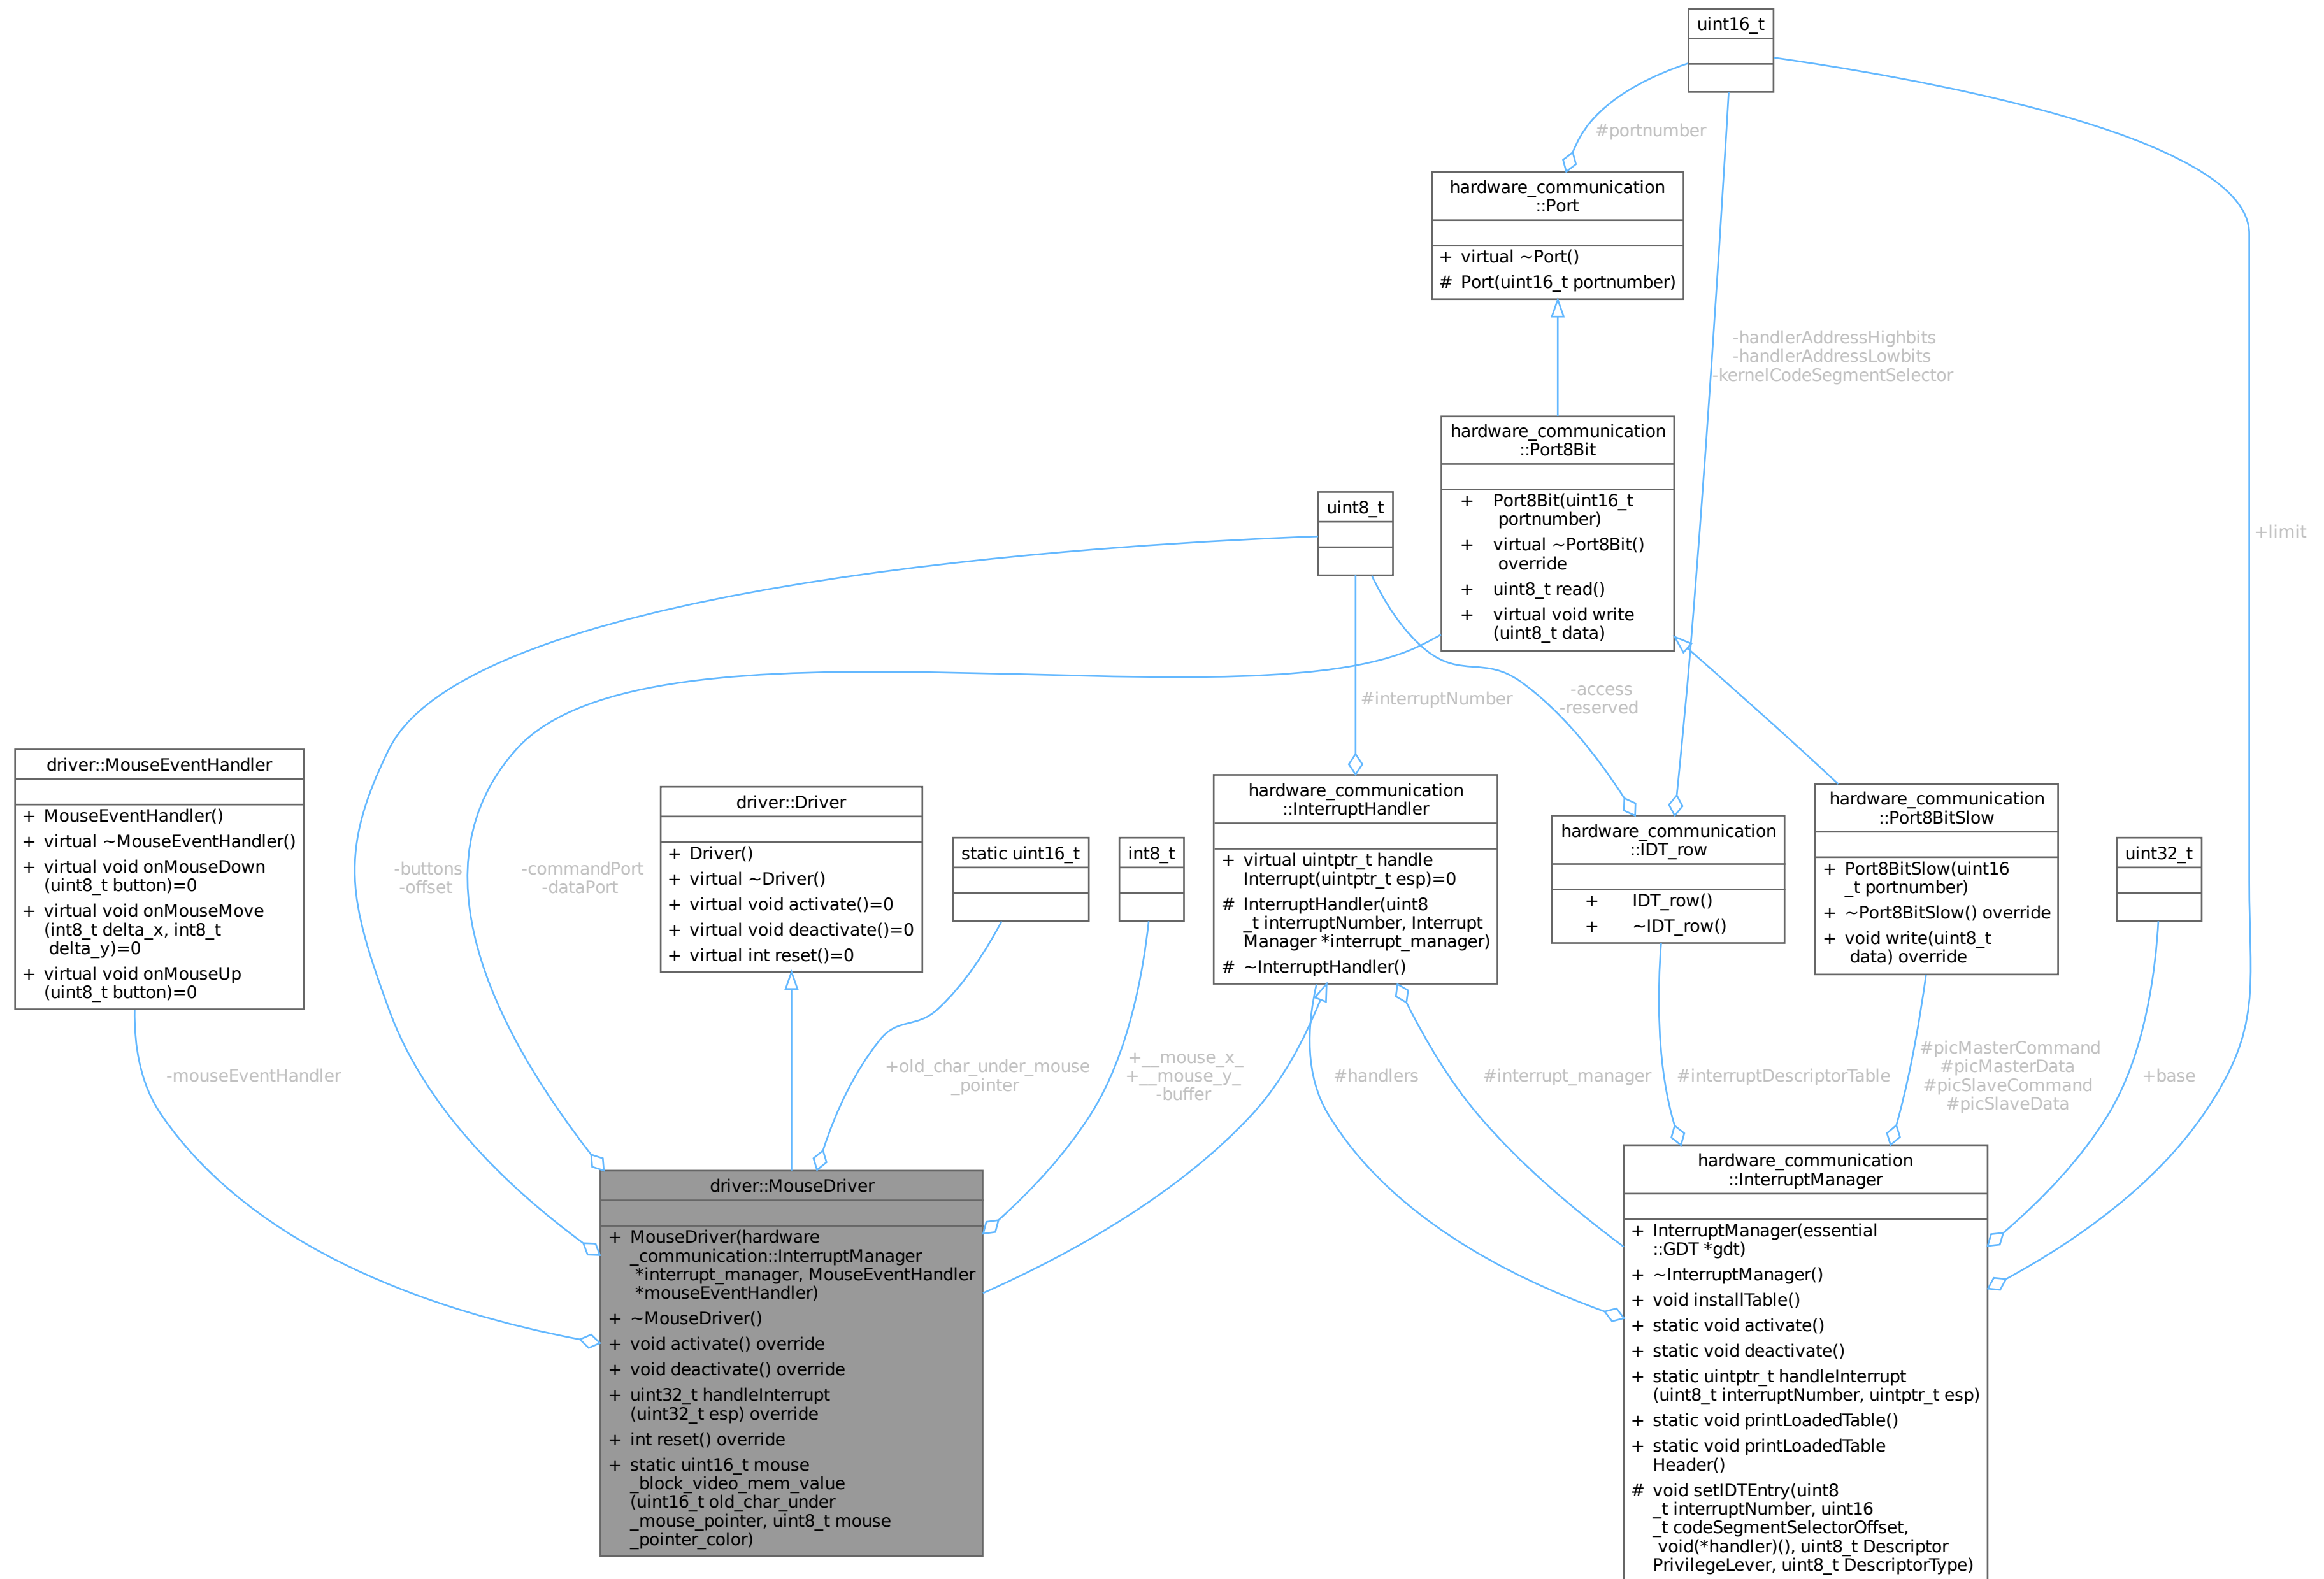 uint16_t
#portnumber
hardware_communication
::Port
+ virtual ~Port()
# Port(uint16_t portnumber)
-handlerAddressHighbits
-handlerAddressLowbits
-kernelCodeSegmentSelector
+limit
hardware_communication
::Port8Bit
+ Port8Bit(uint16_t
portnumber)
+ virtual ~Port8Bit()
override
+ uint8_t read()
+ virtual void write
(uint8_t data)
uint8_t
#interruptNumber
-access
-reserved
driver::MouseEventHandler
+ MouseEventHandler()
+ virtual ~MouseEventHandler()
+ virtual void onMouseDown
(uint8_t button)=0
+ virtual void onMouseMove
(int8_t delta_x, int8_t
delta_y)=0
+ virtual void onMouseUp
(uint8_t button)=0
-buttons
-offset
-commandPort
-dataPort
driver::Driver
+ Driver()
+ virtual ~Driver()
+ virtual void activate()=0
+ virtual void deactivate()=0
+ virtual int reset()=0
static uint16_t
int8_t
hardware_communication
::InterruptHandler
+ virtual uintptr_t handle
Interrupt(uintptr_t esp)=0
# InterruptHandler(uint8
_t interruptNumber, Interrupt
Manager *interrupt_manager)
# ~InterruptHandler()
hardware_communication
::IDT_row
+ IDT_row()
+ ~IDT_row()
hardware_communication
::Port8BitSlow
+ Port8BitSlow(uint16
_t portnumber)
+ ~Port8BitSlow() override
+ void write(uint8_t
data) override
uint32_t
-mouseEventHandler
+old_char_under_mouse
_pointer
+__mouse_x_
+__mouse_y_
-buffer
#handlers
#interrupt_manager
#interruptDescriptorTable
#picMasterCommand
#picMasterData
#picSlaveCommand
#picSlaveData
+base
driver::MouseDriver
+ MouseDriver(hardware
_communication::InterruptManager
*interrupt_manager, MouseEventHandler
*mouseEventHandler)
+ ~MouseDriver()
+ void activate() override
+ void deactivate() override
+ uint32_t handleInterrupt
(uint32_t esp) override
+ int reset() override
+ static uint16_t mouse
_block_video_mem_value
(uint16_t old_char_under
_mouse_pointer, uint8_t mouse
_pointer_color)
hardware_communication
::InterruptManager
+ InterruptManager(essential
::GDT *gdt)
+ ~InterruptManager()
+ void installTable()
+ static void activate()
+ static void deactivate()
+ static uintptr_t handleInterrupt
(uint8_t interruptNumber, uintptr_t esp)
+ static void printLoadedTable()
+ static void printLoadedTable
Header()
# void setIDTEntry(uint8
_t interruptNumber, uint16
_t codeSegmentSelectorOffset,
void(*handler)(), uint8_t Descriptor
PrivilegeLever, uint8_t DescriptorType)